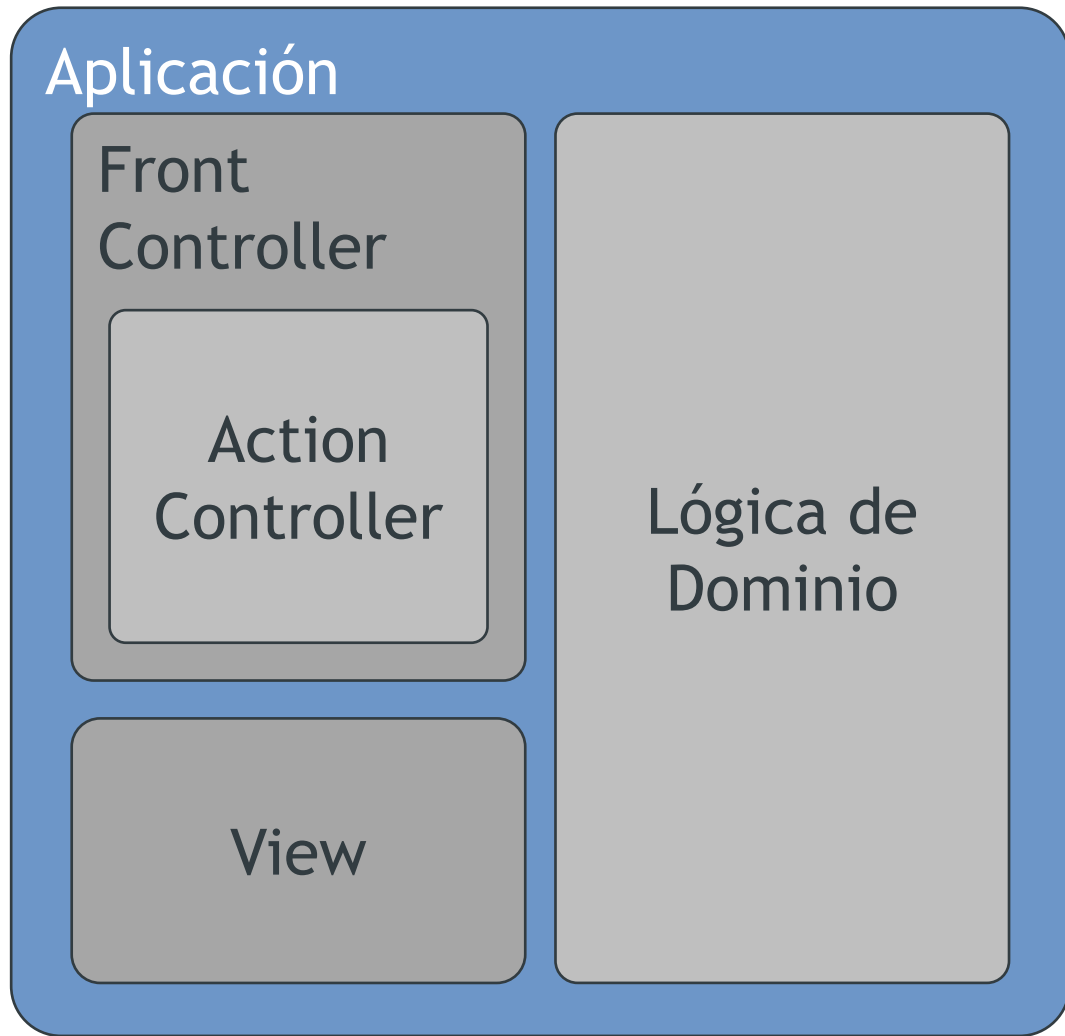 Aplicación
Front
Controller
Action
Controller
Lógica de
Dominio
View